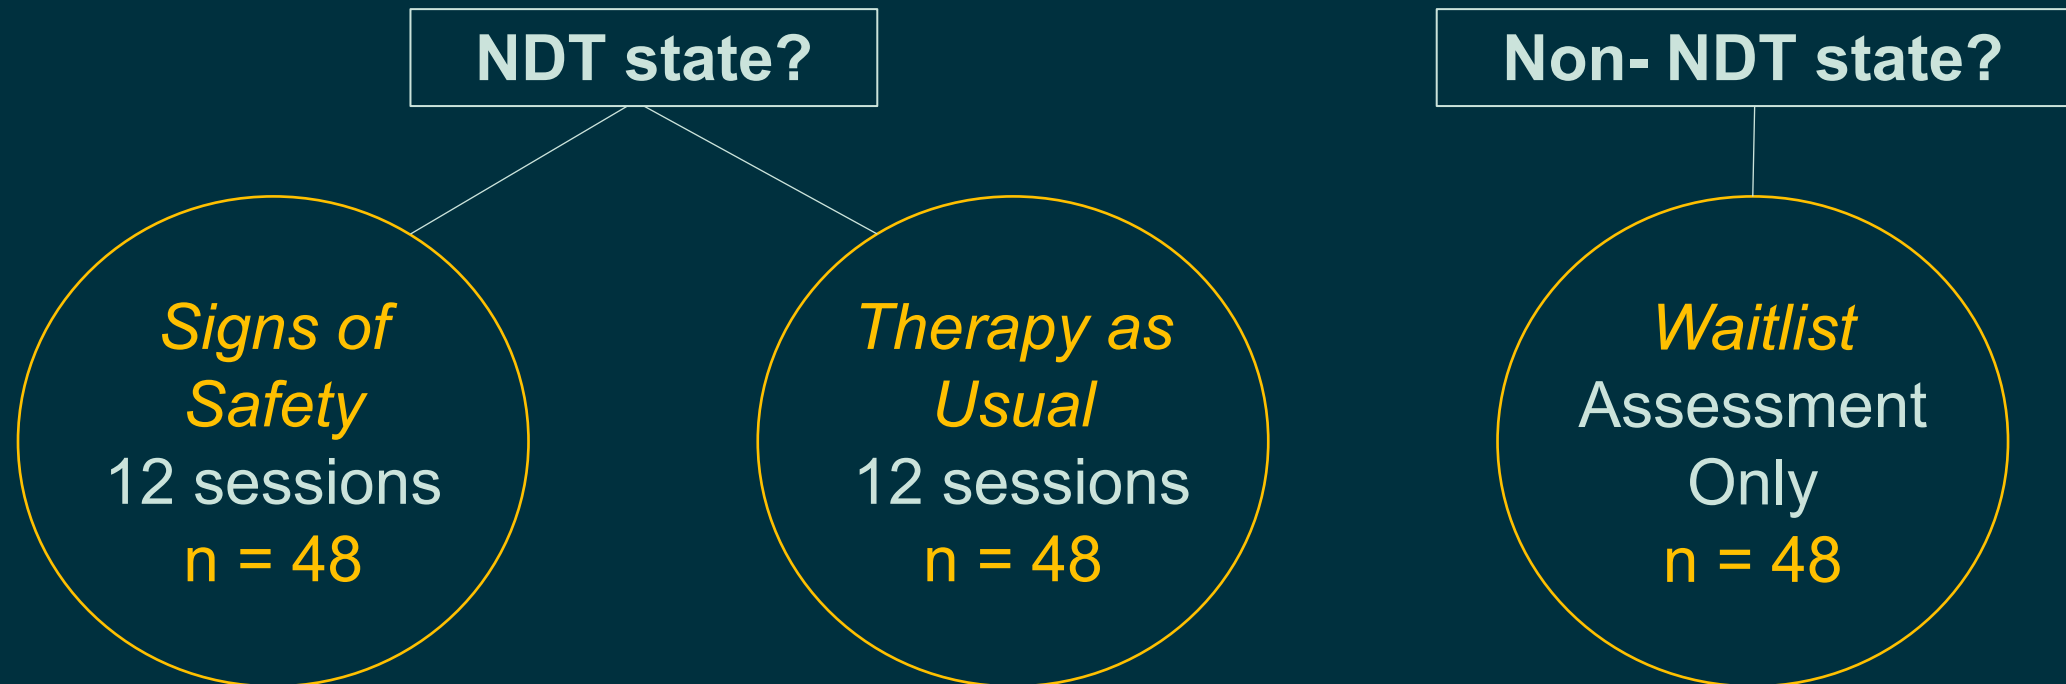 NDT state?
Non- NDT state?
Signs of
Safety
12 sessions
n = 48
Therapy as
Usual
12 sessions
n = 48
Waitlist
Assessment
Only
n = 48